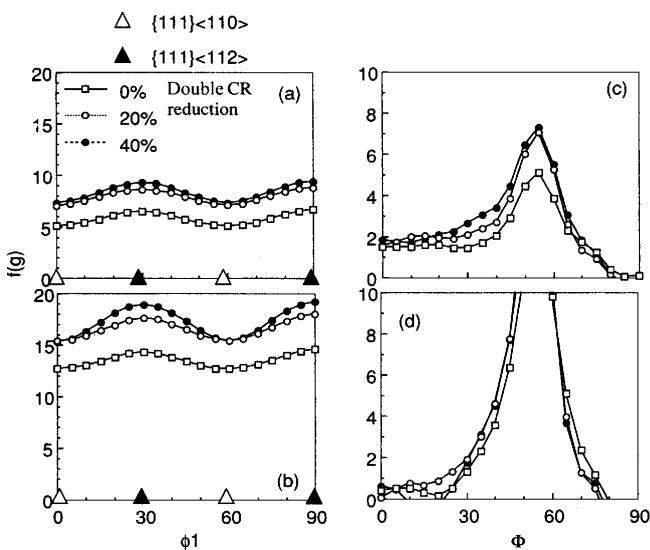 △ {111}<110>
▲ {111}<112>
20
0% Double CR
reduction
(a)
20%
40%
15
10
5
0
f(g)
20
15
10
5
0
(b)
0 30 60 90
ϕ1
10
(c)
8
6
4
2
0
10
(d)
8
6
4
2
0
0 30 60 90
Φ